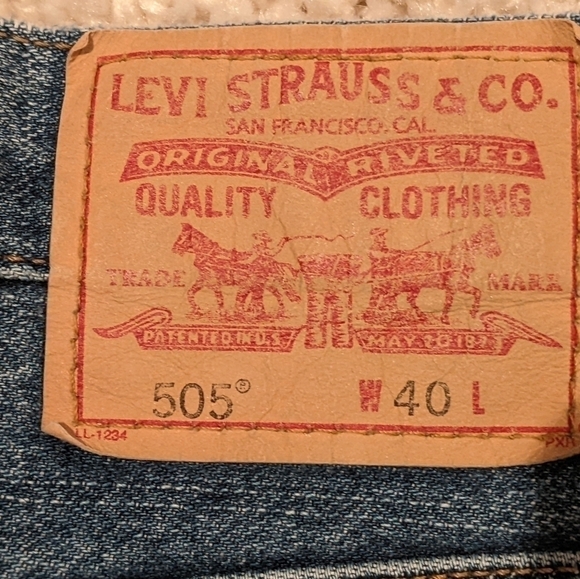 LEVI STRAUSS & CO.
SAN FRANCISCO. CAL.
ORIGINAL RIVETED
QUALITY CLOTHING
TRADE MARK
PATENTED IN U.S. MAY 20 1873
505® W 40 L
LL-1234